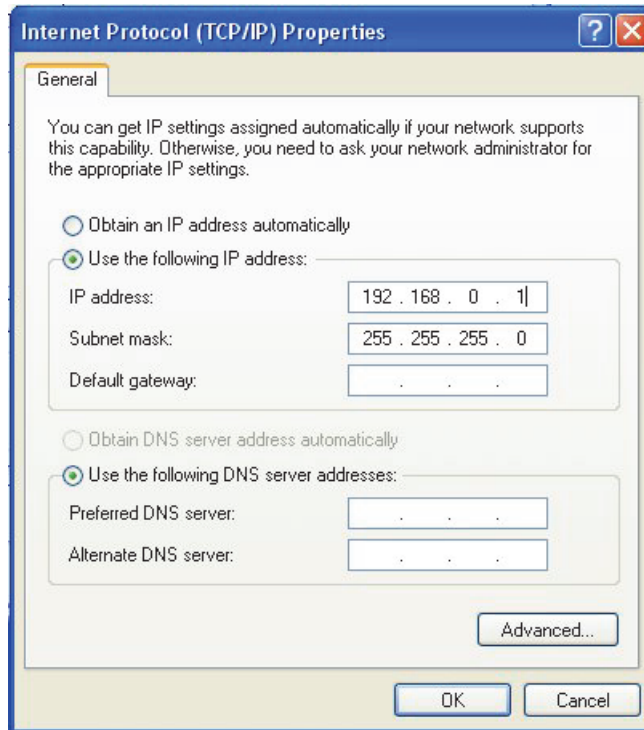 Internet Protocol (TCP/IP) Properties
General
You can get IP settings assigned automatically if your network supports
this capability. Otherwise, you need to ask your network administrator for
the appropriate IP settings.
Obtain an IP address automatically
Use the following IP address:
IP address: 192 . 168 . 0 . 1
Subnet mask: 255 . 255 . 255 . 0
Default gateway: . . .
Obtain DNS server address automatically
Use the following DNS server addresses:
Preferred DNS server: . . .
Alternate DNS server: . . .
Advanced...
OK Cancel